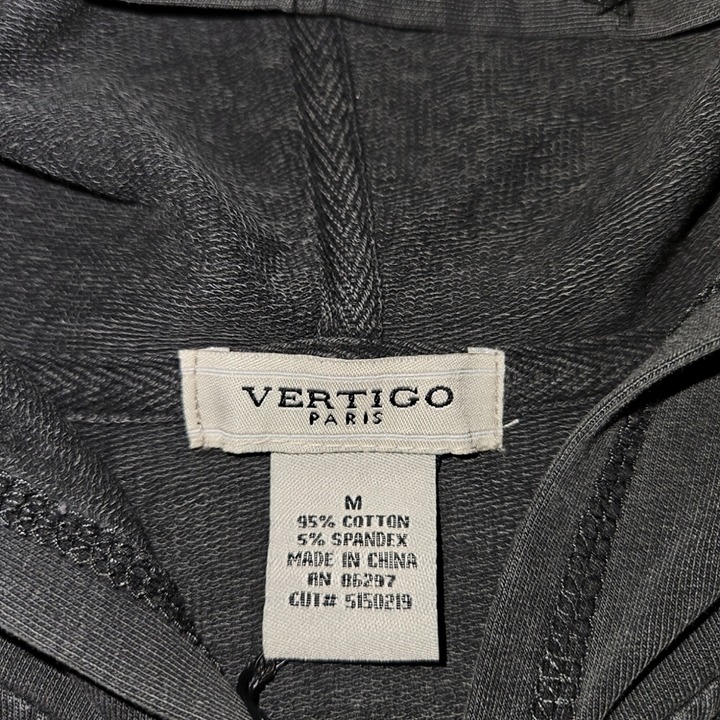 VERTIGO
PARIS
M
95% COTTON
5% SPANDEX
MADE IN CHINA
RN 86297
CUT# 5150219